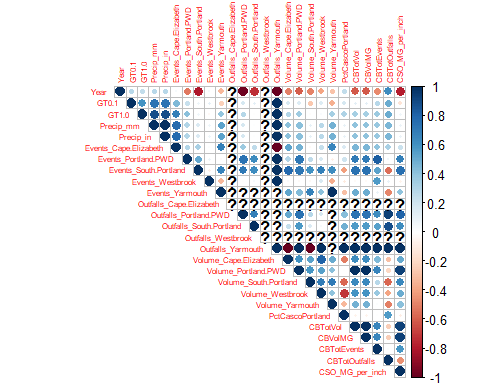 Year
GT0.1
GT1.0
Precip_mm
Precip_in
Events_Cape.Elizabeth
Events_Portland.PWD
Events_South.Portland
Events_Westbrook
Events_Yarmouth
Outfalls_Cape.Elizabeth
Outfalls_Portland.PWD
Outfalls_South.Portland
Outfalls_Westbrook
Outfalls_Yarmouth
Volume_Cape.Elizabeth
Volume_Portland.PWD
Volume_South.Portland
Volume_Westbrook
Volume_Yarmouth
PctCascoPortland
CBTotVol
CBVolMG
CBTotEvents
CBTotOutfalls
CSO_MG_per_inch
Year
GT0.1
GT1.0
Precip_mm
Precip_in
Events_Cape.Elizabeth
Events_Portland.PWD
Events_South.Portland
Events_Westbrook
Events_Yarmouth
Outfalls_Cape.Elizabeth
Outfalls_Portland.PWD
Outfalls_South.Portland
Outfalls_Westbrook
Outfalls_Yarmouth
Volume_Cape.Elizabeth
Volume_Portland.PWD
Volume_South.Portland
Volume_Westbrook
Volume_Yarmouth
PctCascoPortland
CBTotVol
CBVolMG
CBTotEvents
CBTotOutfalls
CSO_MG_per_inch
1
0.8
0.6
0.4
0.2
0
-0.2
-0.4
-0.6
-0.8
-1